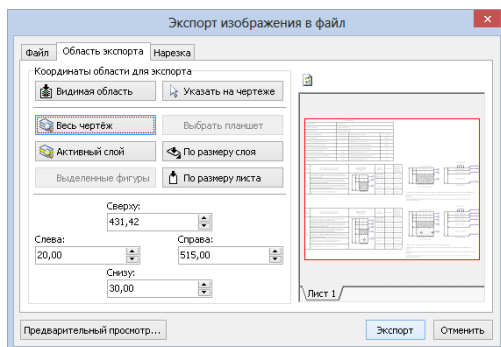 Экспорт изображения в файл
Файл Область экспорта Нарезка
Координаты области для экспорта
Видимая область Указать на чертеже
Весь чертёж Выбрать планшет
Активный слой По размеру слоя
Выделенные фигуры По размеру листа
Сверху:
431,42
Слева: Справа:
20,00 515,00
Снизу:
30,00
Лист 1
Предварительный просмотр... Экспорт Отменить